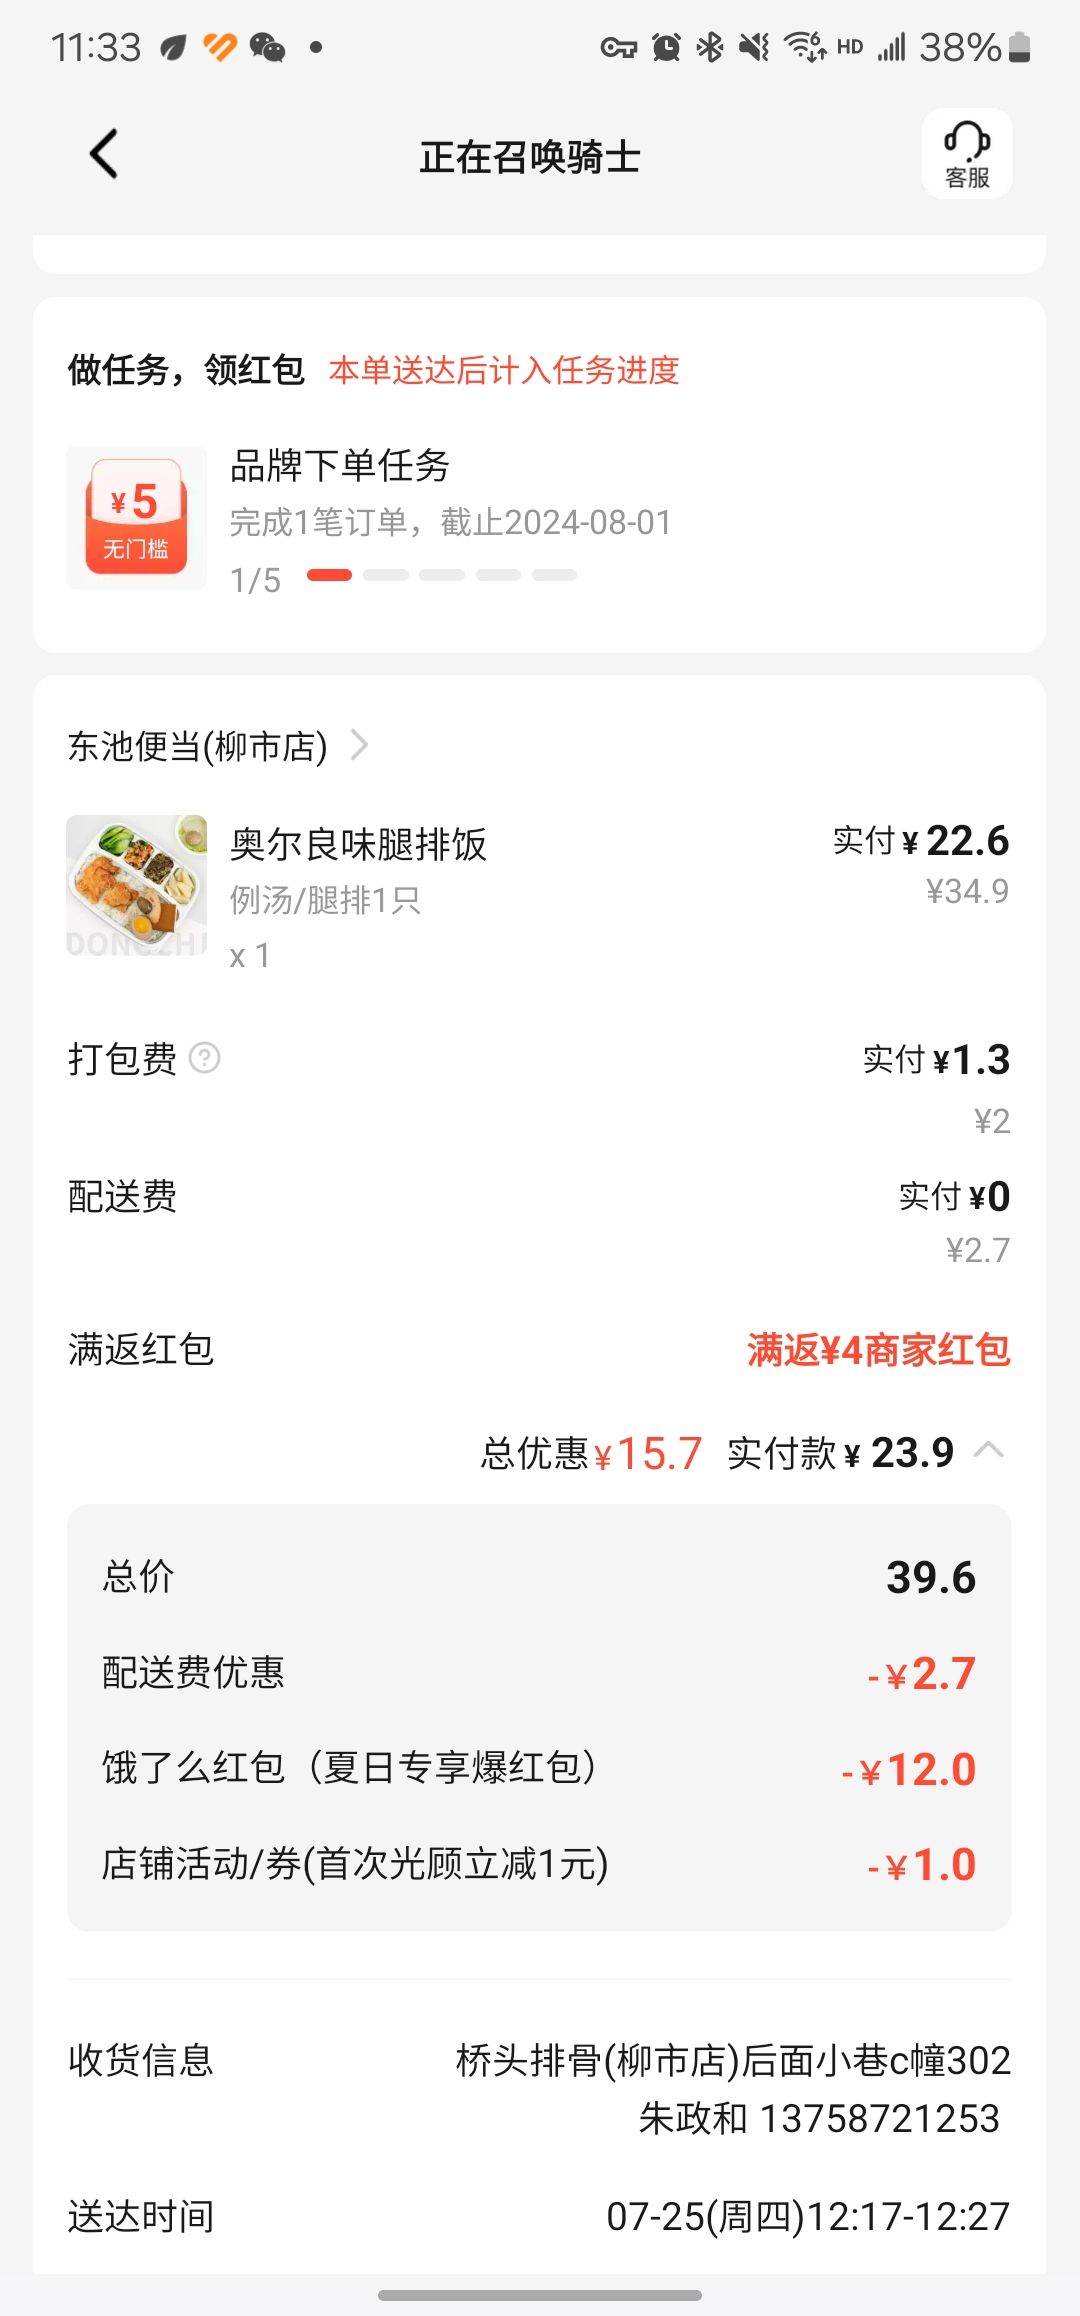 11:33
HD 38%
正在召唤骑士
客服
做任务，领红包 本单送达后计入任务进度
¥5
无门槛
品牌下单任务
完成1笔订单，截止2024-08-01
1/5
东池便当(柳市店)
奥尔良味腿排饭 实付¥22.6
例汤/腿排1只 ¥34.9
x 1
打包费 实付¥1.3
¥2
配送费 实付¥0
¥2.7
满返红包 满返¥4商家红包
总优惠¥15.7 实付款¥23.9
总价 39.6
配送费优惠 -¥2.7
饿了么红包（夏日专享爆红包） -¥12.0
店铺活动/券(首次光顾立减1元) -¥1.0
收货信息 桥头排骨(柳市店)后面小巷c幢302
朱政和 13758721253
送达时间 07-25(周四)12:17-12:27